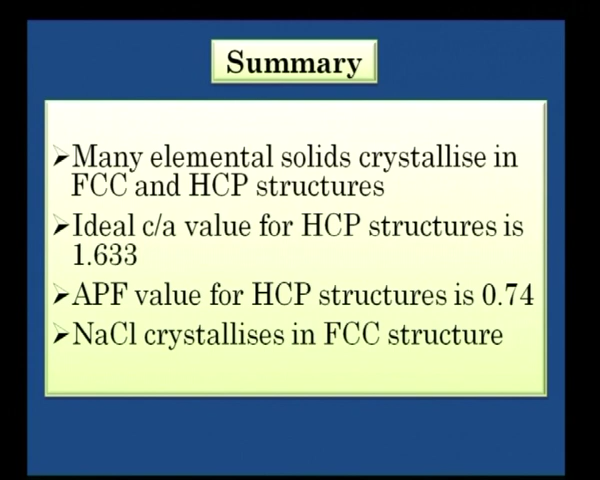 Summary
➢Many elemental solids crystallise in
FCC and HCP structures
➢Ideal c/a value for HCP structures is
1.633
➢APF value for HCP structures is 0.74
➢NaCl crystallises in FCC structure